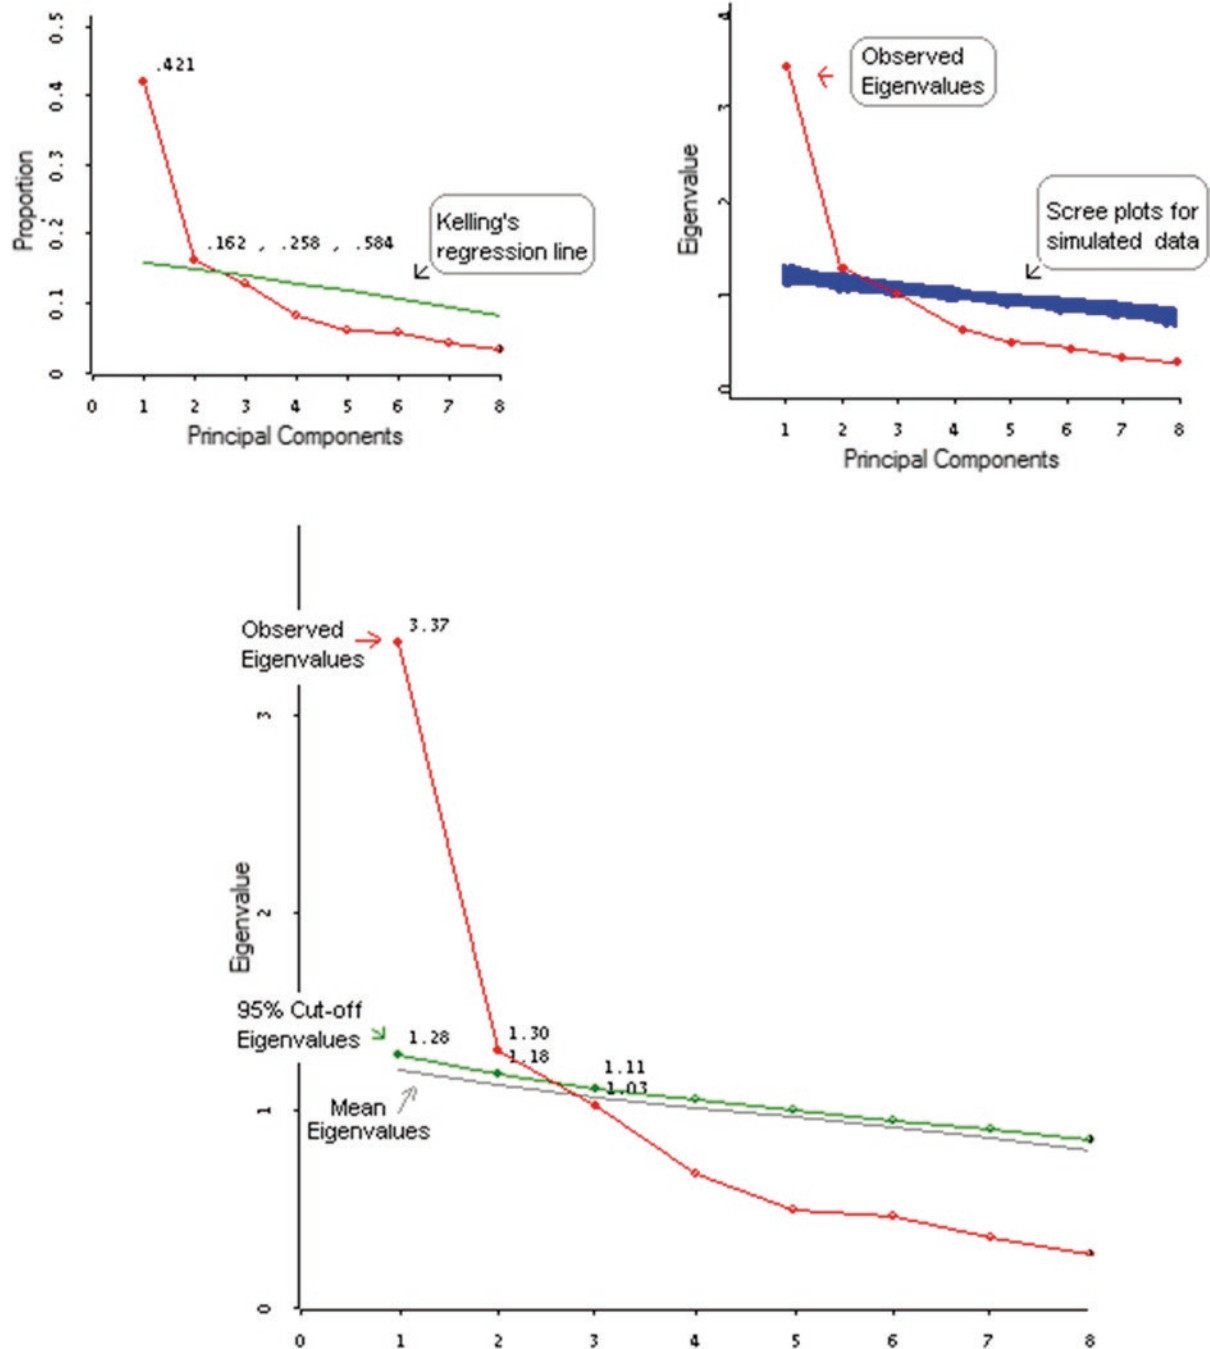 0.5
0.4
0.3
0.2
0.1
0
Proportion
.421
.162 , .258 , .584
Kelling's
regression line
0 1 2 3 4 5 6 7 8
Principal Components
4
3
2
1
0
Eigenvalue
Observed
Eigenvalues
Scree plots for
simulated data
1 2 3 4 5 6 7 8
Principal Components
Observed
Eigenvalues
3.37
3
2
1
0
Eigenvalue
95% Cut-off
Eigenvalues
1.28
1.30
1.18
1.11
1.03
Mean
Eigenvalues
0 1 2 3 4 5 6 7 8